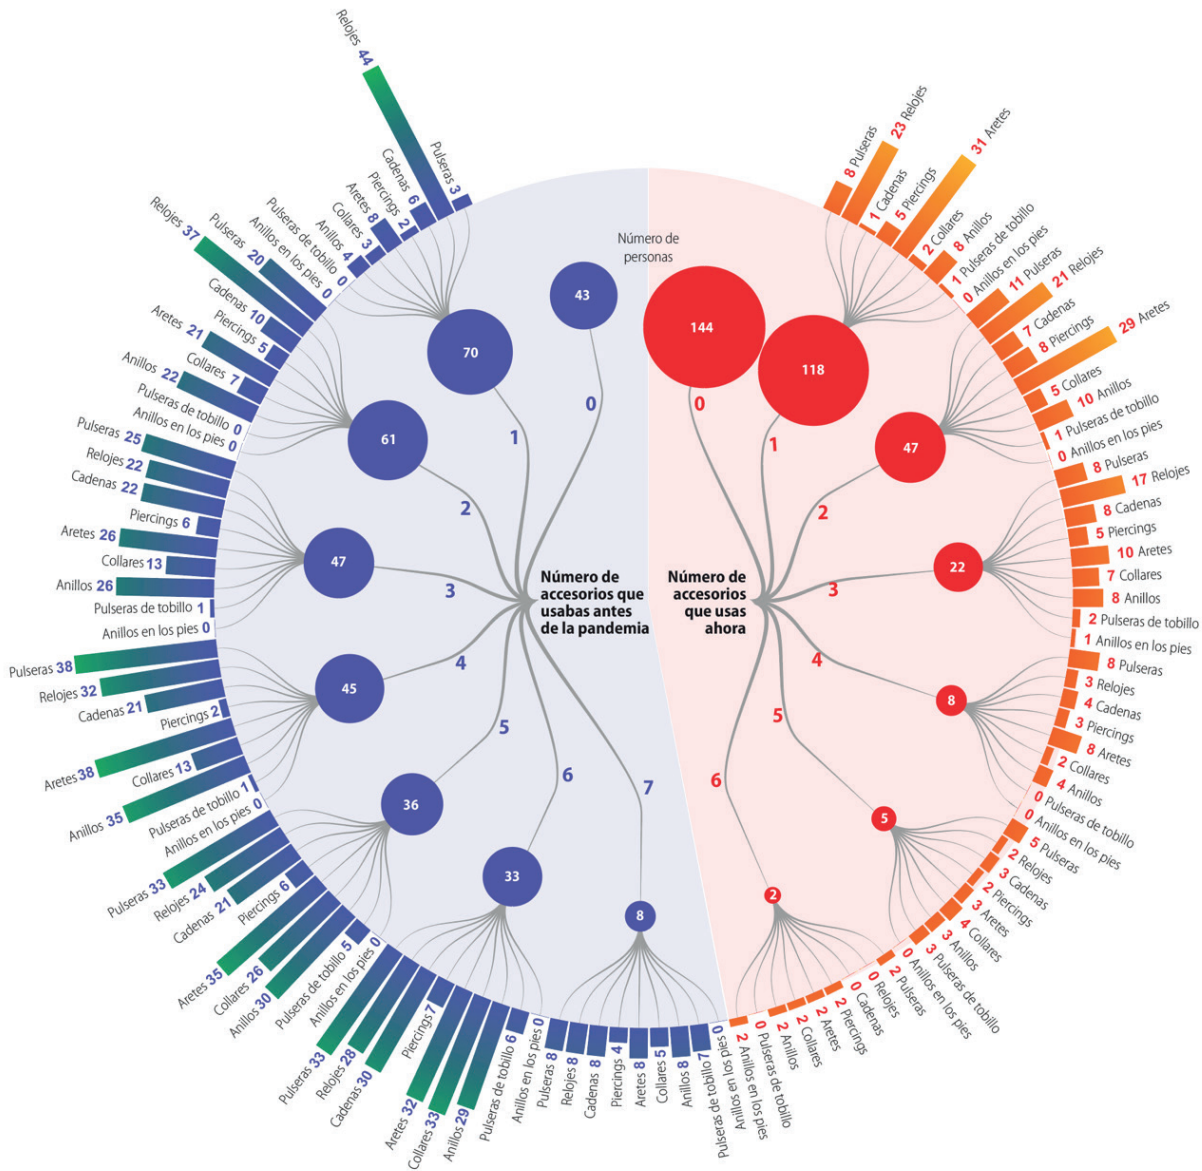 Número de
personas
Número de
accesorios que
usabas antes
de la pandemia
0
43
1
70
Pulseras 3
Relojes 44
Cadenas 6
Piercings 2
Aretes 8
Collares 3
Anillos 4
Pulseras de tobillo 0
Anillos en los pies 0
2
61
Pulseras 20
Relojes 37
Cadenas 10
Piercings 5
Aretes 21
Collares 7
Anillos 22
Pulseras de tobillo 0
Anillos en los pies 0
3
47
Pulseras 25
Relojes 22
Cadenas 22
Piercings 6
Aretes 26
Collares 13
Anillos 26
Pulseras de tobillo 1
Anillos en los pies 0
4
45
Pulseras 38
Relojes 32
Cadenas 21
Piercings 2
Aretes 38
Collares 13
Anillos 35
Pulseras de tobillo 1
Anillos en los pies 0
5
36
Pulseras 33
Relojes 24
Cadenas 21
Piercings 6
Aretes 35
Collares 26
Anillos 30
Pulseras de tobillo 5
Anillos en los pies 0
6
33
Pulseras 33
Relojes 28
Cadenas 30
Piercings 7
Aretes 32
Collares 33
Anillos 29
Pulseras de tobillo 6
Anillos en los pies 0
7
8
Pulseras 8
Relojes 8
Cadenas 8
Piercings 4
Aretes 8
Collares 5
Anillos 8
Pulseras de tobillo 7
Anillos en los pies 0
Número de
accesorios
que usas
ahora
0
144
1
118
8 Pulseras
23 Relojes
1 Cadenas
5 Piercings
31 Aretes
2 Collares
8 Anillos
1 Pulseras de tobillo
0 Anillos en los pies
2
47
11 Pulseras
21 Relojes
7 Cadenas
8 Piercings
29 Aretes
5 Collares
10 Anillos
1 Pulseras de tobillo
0 Anillos en los pies
3
22
8 Pulseras
17 Relojes
8 Cadenas
5 Piercings
10 Aretes
7 Collares
8 Anillos
2 Pulseras de tobillo
1 Anillos en los pies
4
8
8 Pulseras
3 Relojes
4 Cadenas
3 Piercings
8 Aretes
2 Collares
4 Anillos
0 Pulseras de tobillo
0 Anillos en los pies
5
5
5 Pulseras
2 Relojes
3 Cadenas
2 Piercings
3 Aretes
4 Collares
3 Anillos
3 Pulseras de tobillo
0 Anillos en los pies
6
2
2 Pulseras
0 Relojes
0 Cadenas
2 Piercings
2 Aretes
2 Collares
2 Anillos
0 Pulseras de tobillo
2 Anillos en los pies